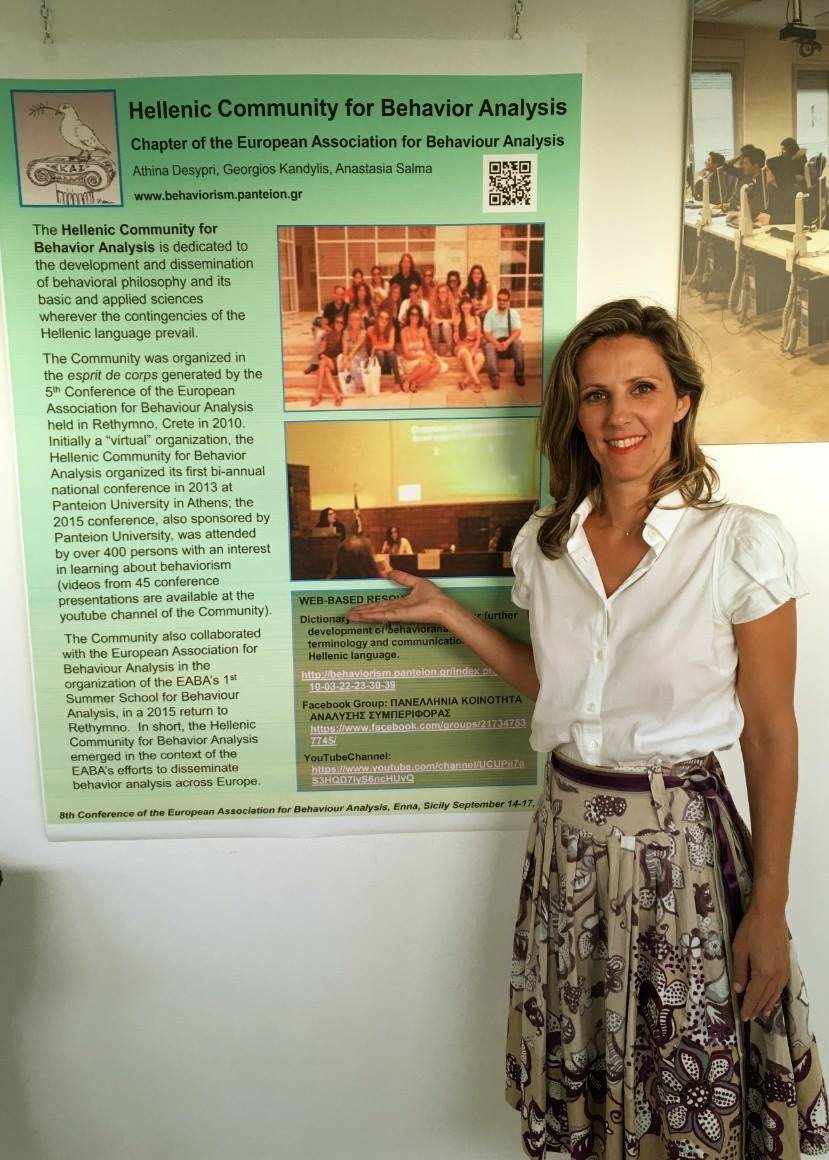 Hellenic Community for Behavior Analysis
Chapter of the European Association for Behaviour Analysis
Athina Desypri, Georgios Kandylis, Anastasia Salma
www.behaviorism.panteion.gr
The Hellenic Community for
Behavior Analysis is dedicated to
the development and dissemination
of behavioral philosophy and its
basic and applied sciences
wherever the contingencies of the
Hellenic language prevail.
The Community was organized in
the esprit de corps generated by the
5th Conference of the European
Association for Behaviour Analysis
held in Rethymno, Crete in 2010.
Initially a “virtual” organization, the
Hellenic Community for Behavior
Analysis organized its first bi-annual
national conference in 2013 at
Panteion University in Athens; the
2015 conference, also sponsored by
Panteion University, was attended
by over 400 persons with an interest
in learning about behaviorism
(videos from 45 conference
presentations are available at the
youtube channel of the Community).
The Community also collaborated
with the European Association for
Behaviour Analysis in the
organization of the EABA's 1st
Summer School for Behaviour
Analysis, in a 2015 return to
Rethymno. In short, the Hellenic
Community for Behavior Analysis
emerged in the context of the
EABA's efforts to disseminate
behavior analysis across Europe.
WEB-BASED
Dictionary further
development of
terminology and
Hellenic language.
http://behaviorism.panteion.gr/index
10-03-22-23-30-39
Facebook Group: ΠΑΝΕΛΛΗΝΙΑ ΚΟΙΝΟΤΗΤΑ
ΑΝΑΛΥΣΗΣ ΣΥΜΠΕΡΙΦΟΡΑΣ
https://www.facebook.com/groups/21734753
7745/
YouTubeChannel:
8th Conference of the European Association for Behaviour Analysis, Enna, Sicily September 14-17,